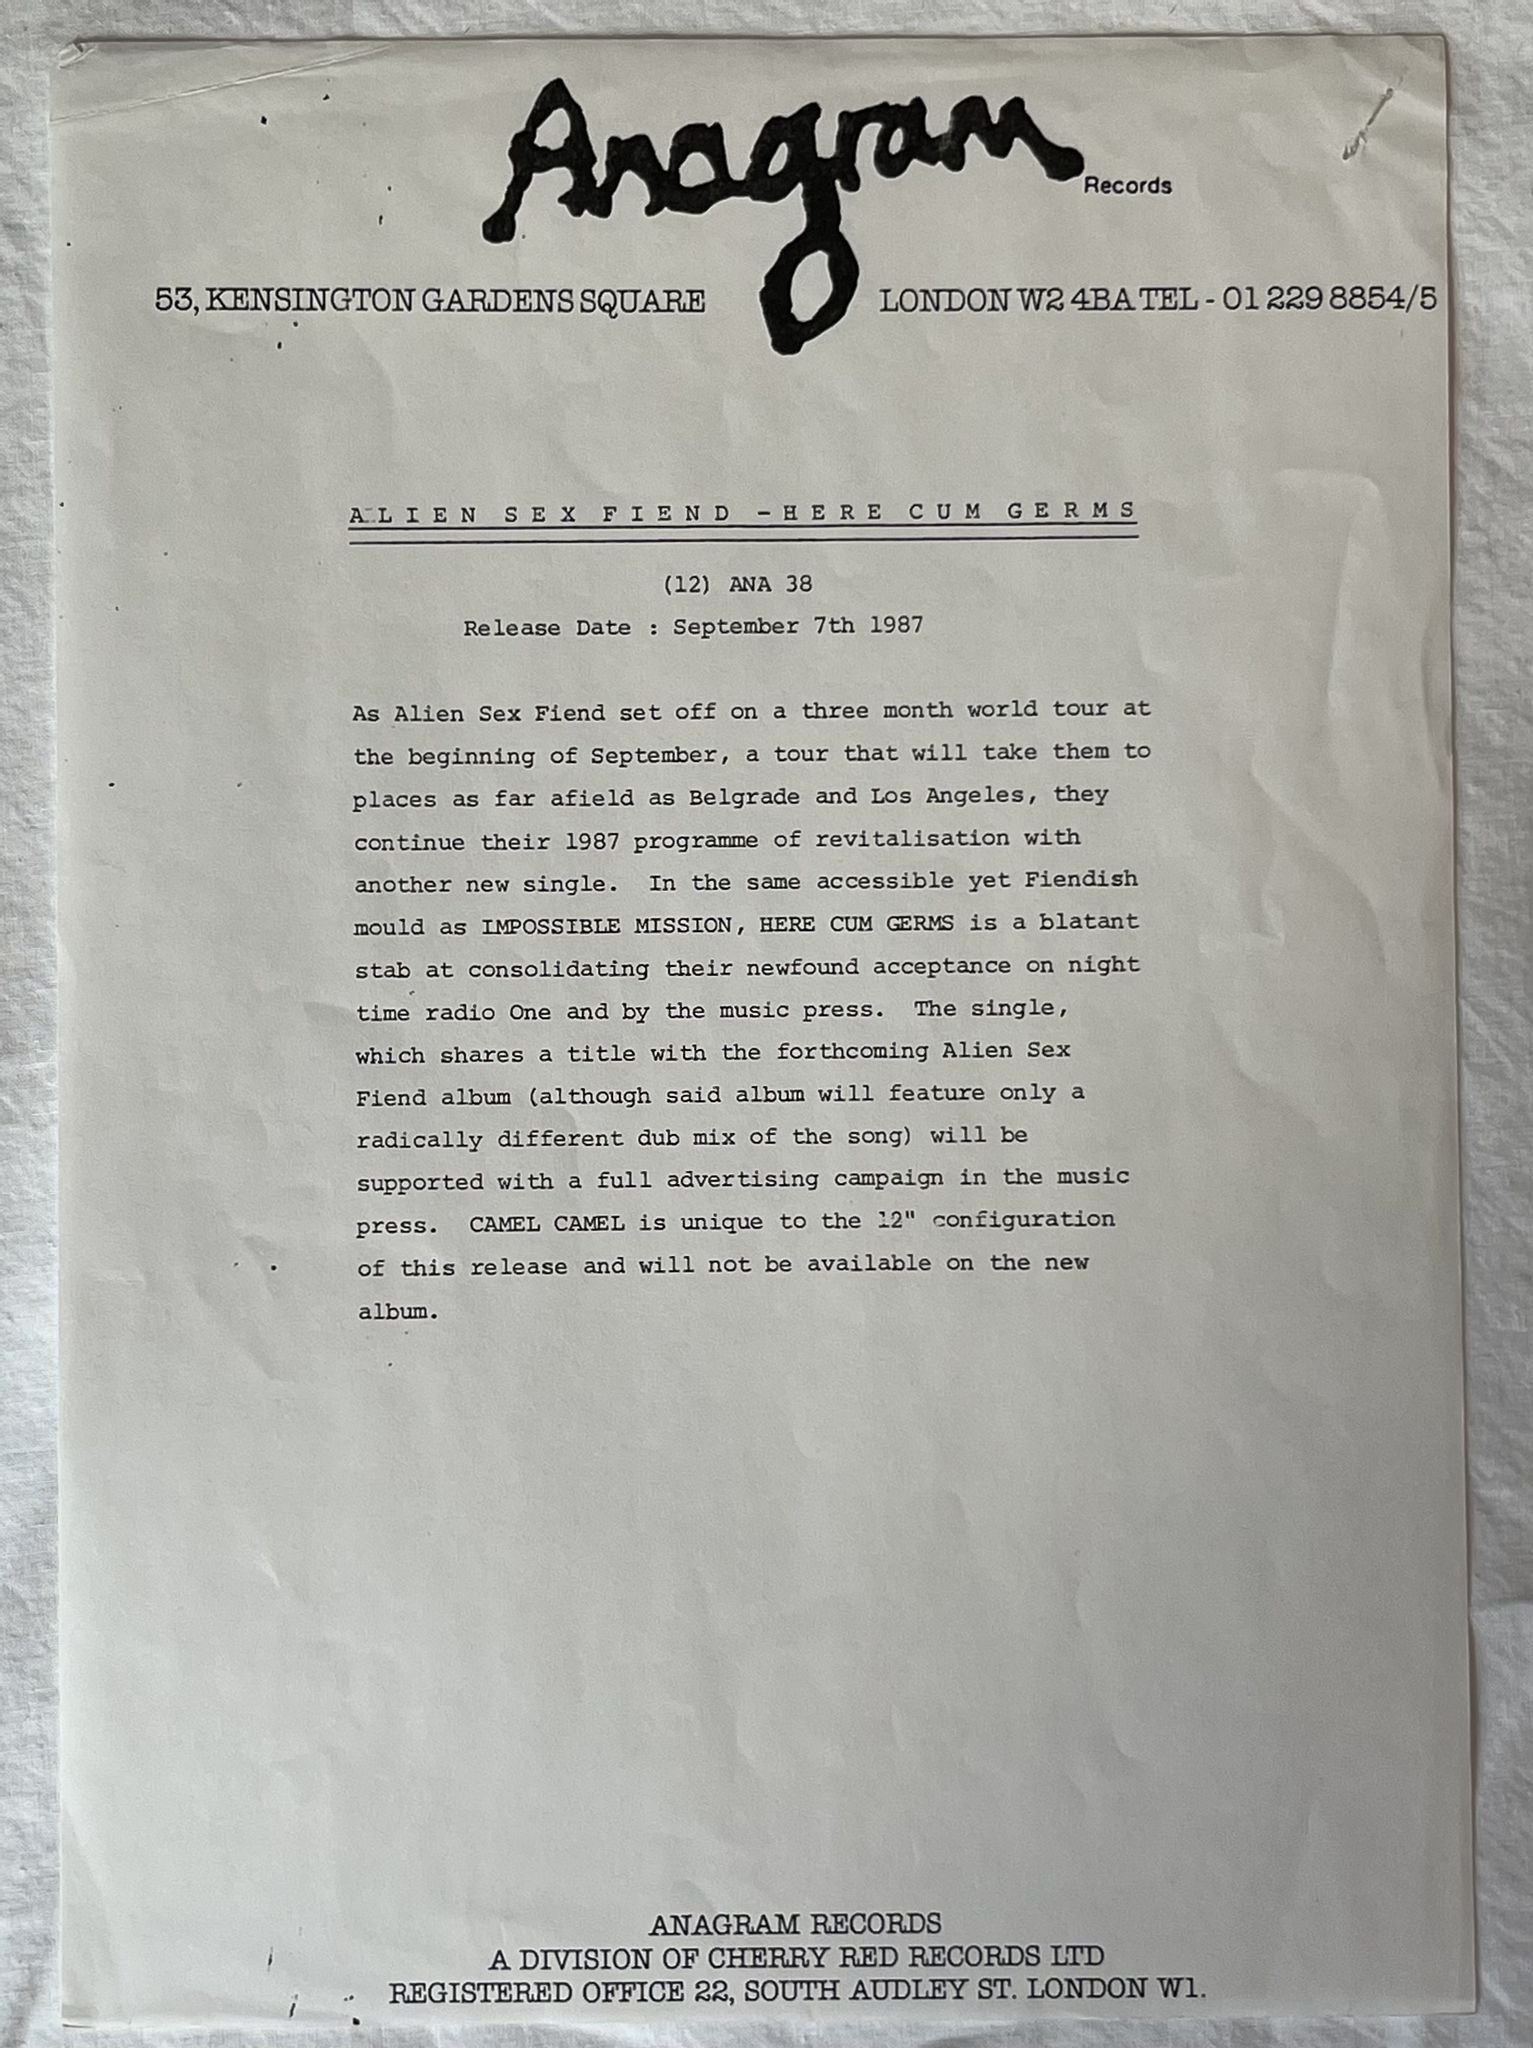 Anagram
Records
53, KENSINGTON GARDENS SQUARE LONDON W2 4BA TEL - 01 229 8854/5
ALIEN SEX FIEND - HERE CUM GERMS
(12) ANA 38
Release Date : September 7th 1987
As Alien Sex Fiend set off on a three month world tour at
the beginning of September, a tour that will take them to
places as far afield as Belgrade and Los Angeles, they
continue their 1987 programme of revitalisation with
another new single. In the same accessible yet Fiendish
mould as IMPOSSIBLE MISSION, HERE CUM GERMS is a blatant
stab at consolidating their newfound acceptance on night
time radio One and by the music press. The single,
which shares a title with the forthcoming Alien Sex
Fiend album (although said album will feature only a
radically different dub mix of the song) will be
supported with a full advertising campaign in the music
press. CAMEL CAMEL is unique to the 12" configuration
of this release and will not be available on the new
album.
ANAGRAM RECORDS
A DIVISION OF CHERRY RED RECORDS LTD
REGISTERED OFFICE 22, SOUTH AUDLEY ST. LONDON W1.